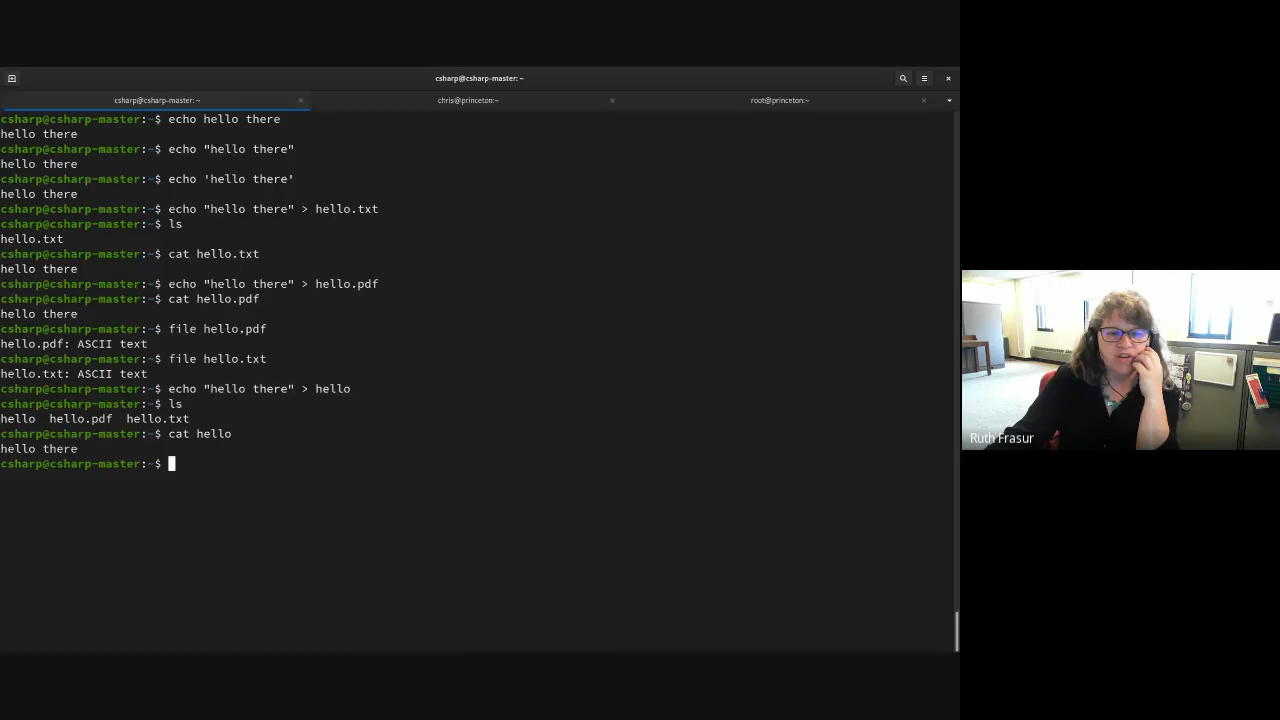 csharp@csharp-master: ~
csharp@csharp-master: ~ × chris@princeton:~ × root@princeton:~ ×
csharp@csharp-master:~$ echo hello there
hello there
csharp@csharp-master:~$ echo "hello there"
hello there
csharp@csharp-master:~$ echo 'hello there'
hello there
csharp@csharp-master:~$ echo "hello there" > hello.txt
csharp@csharp-master:~$ ls
hello.txt
csharp@csharp-master:~$ cat hello.txt
hello there
csharp@csharp-master:~$ echo "hello there" > hello.pdf
csharp@csharp-master:~$ cat hello.pdf
hello there
csharp@csharp-master:~$ file hello.pdf
hello.pdf: ASCII text
csharp@csharp-master:~$ file hello.txt
hello.txt: ASCII text
csharp@csharp-master:~$ echo "hello there" > hello
csharp@csharp-master:~$ ls
hello  hello.pdf  hello.txt
csharp@csharp-master:~$ cat hello
hello there
csharp@csharp-master:~$
Ruth Frasur